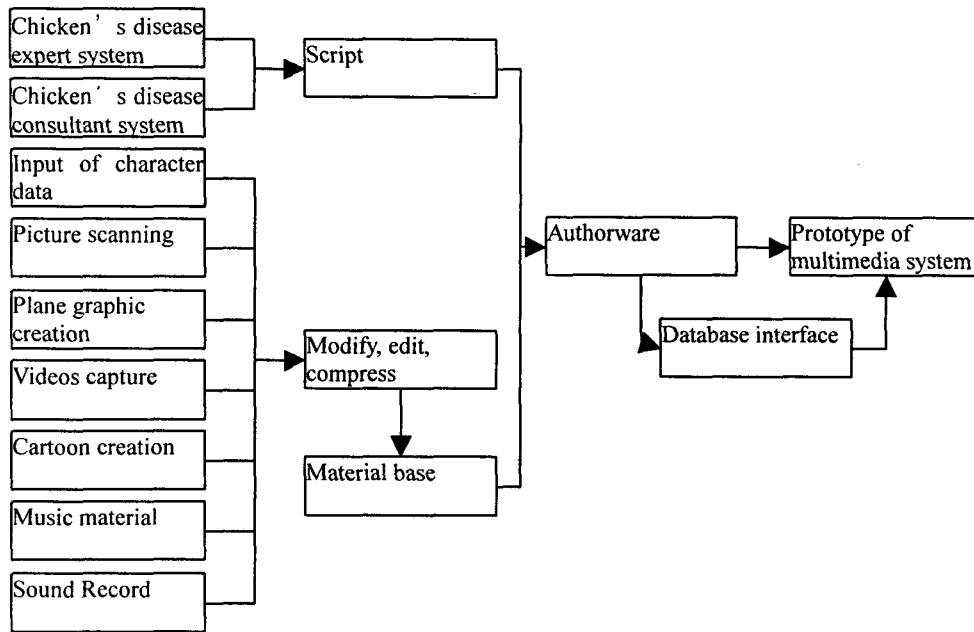 Chicken's disease
expert system
Chicken's disease
consultant system
Input of character
data
Picture scanning
Plane graphic
creation
Videos capture
Cartoon creation
Music material
Sound Record
Script
Modify, edit,
compress
Material base
Authorware
Database interface
Prototype of
multimedia system